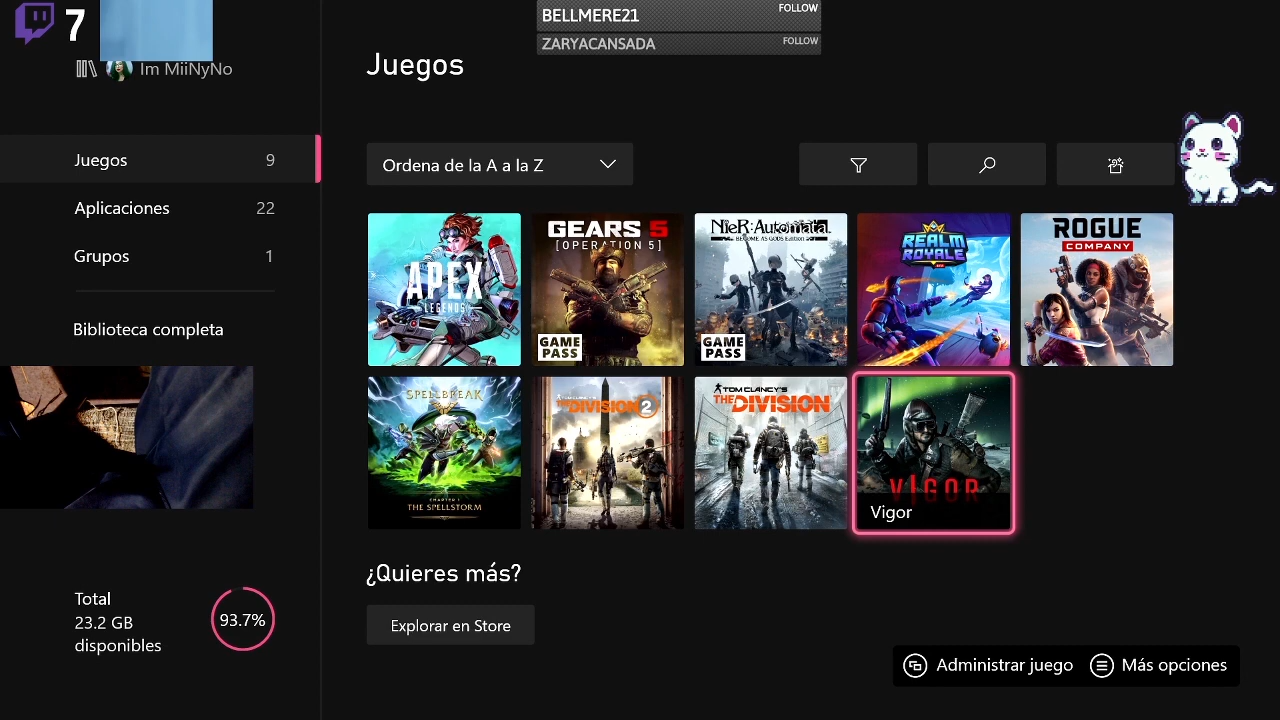 7
BELLMERE21 FOLLOW
ZARYACANSADA FOLLOW
Im MiiNyNo
Juegos
Juegos 9
Aplicaciones 22
Grupos 1
Biblioteca completa
Total
23.2 GB
disponibles
93.7%
Ordena de la A a la Z
APEX
LEGENDS
GEARS 5
[OPERATION 5]
GAME
PASS
NieR:Automata
BECOME AS GODS Edition
GAME
PASS
REALM
ROYALE
ROGUE
COMPANY
SPELLBREAK
CHAPTER 1
THE SPELLSTORM
TOM CLANCY'S
THE DIVISION 2
TOM CLANCY'S
THE DIVISION
VIGOR
Vigor
¿Quieres más?
Explorar en Store
Administrar juego
Más opciones